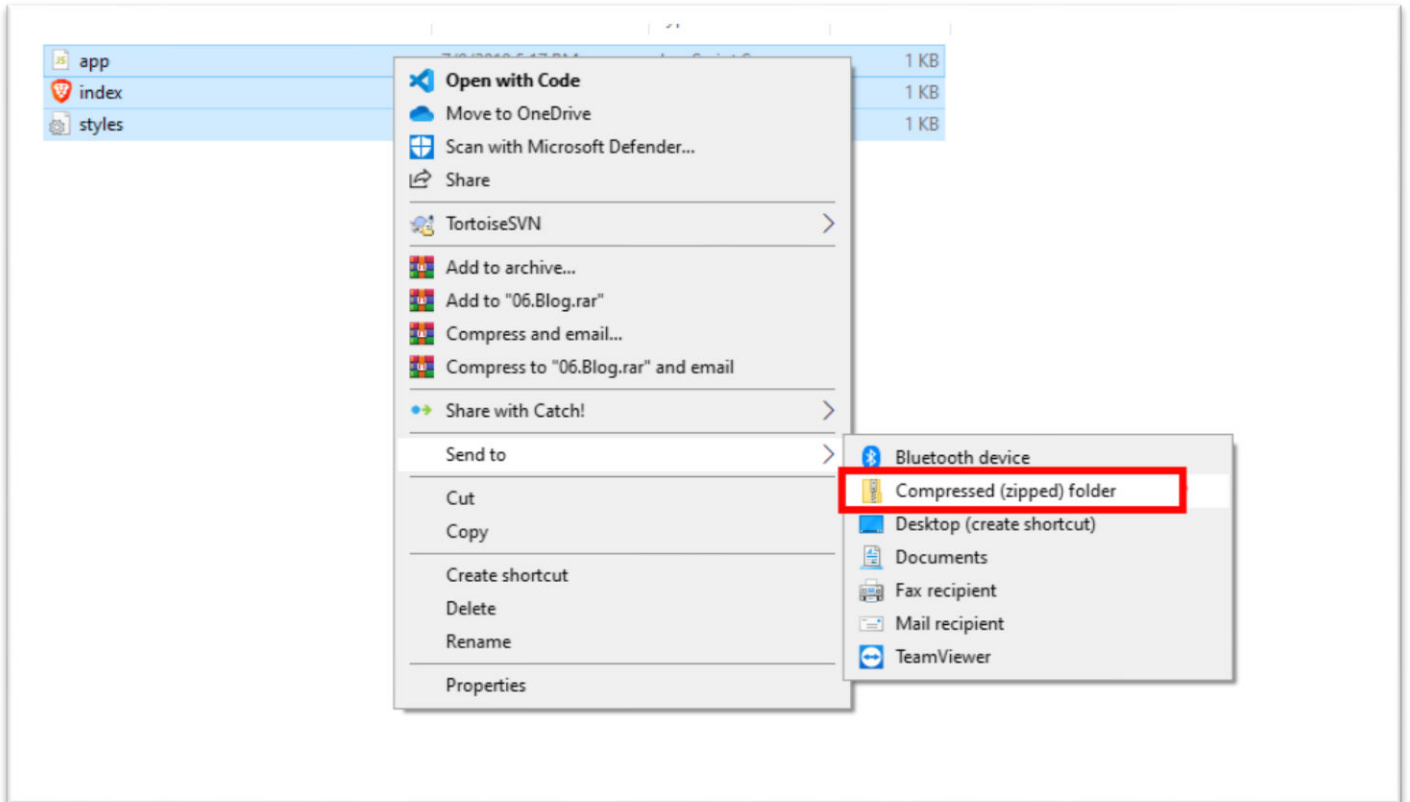 app 1 KB
index 1 KB
styles 1 KB
Open with Code
Move to OneDrive
Scan with Microsoft Defender...
Share
TortoiseSVN
Add to archive...
Add to "06.Blog.rar"
Compress and email...
Compress to "06.Blog.rar" and email
Share with Catch!
Send to
Bluetooth device
Compressed (zipped) folder
Desktop (create shortcut)
Documents
Fax recipient
Mail recipient
TeamViewer
Cut
Copy
Create shortcut
Delete
Rename
Properties